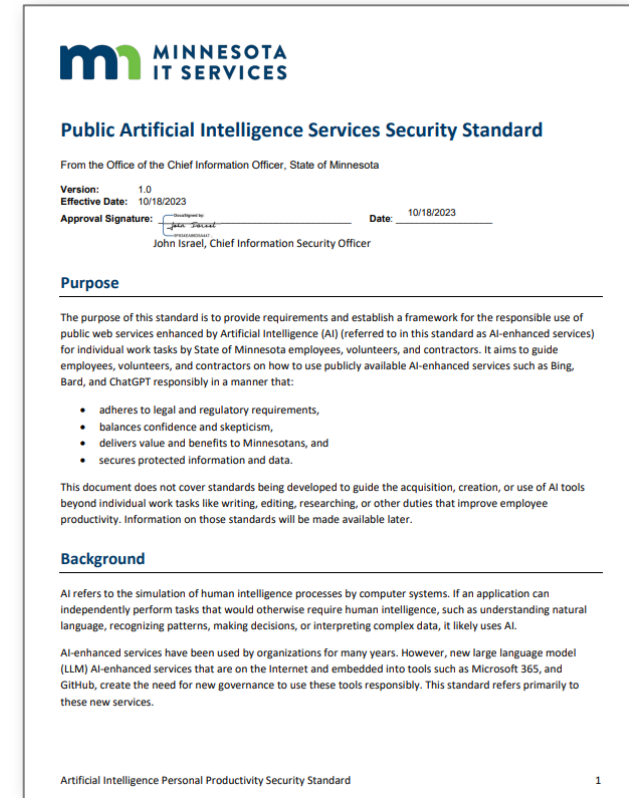 MINNESOTA
IT SERVICES
Public Artificial Intelligence Services Security Standard
From the Office of the Chief Information Officer, State of Minnesota
Version: 1.0
Effective Date: 10/18/2023
Approval Signature: DocuSigned by: John Israel Date: 10/18/2023
John Israel, Chief Information Security Officer
Purpose
The purpose of this standard is to provide requirements and establish a framework for the responsible use of
public web services enhanced by Artificial Intelligence (AI) (referred to in this standard as AI-enhanced services)
for individual work tasks by State of Minnesota employees, volunteers, and contractors. It aims to guide
employees, volunteers, and contractors on how to use publicly available AI-enhanced services such as Bing,
Bard, and ChatGPT responsibly in a manner that:
• adheres to legal and regulatory requirements,
• balances confidence and skepticism,
• delivers value and benefits to Minnesotans, and
• secures protected information and data.
This document does not cover standards being developed to guide the acquisition, creation, or use of AI tools
beyond individual work tasks like writing, editing, researching, or other duties that improve employee
productivity. Information on those standards will be made available later.
Background
AI refers to the simulation of human intelligence processes by computer systems. If an application can
independently perform tasks that would otherwise require human intelligence, such as understanding natural
language, recognizing patterns, making decisions, or interpreting complex data, it likely uses AI.
AI-enhanced services have been used by organizations for many years. However, new large language model
(LLM) AI-enhanced services that are on the Internet and embedded into tools such as Microsoft 365, and
GitHub, create the need for new governance to use these tools responsibly. This standard refers primarily to
these new services.
Artificial Intelligence Personal Productivity Security Standard 1